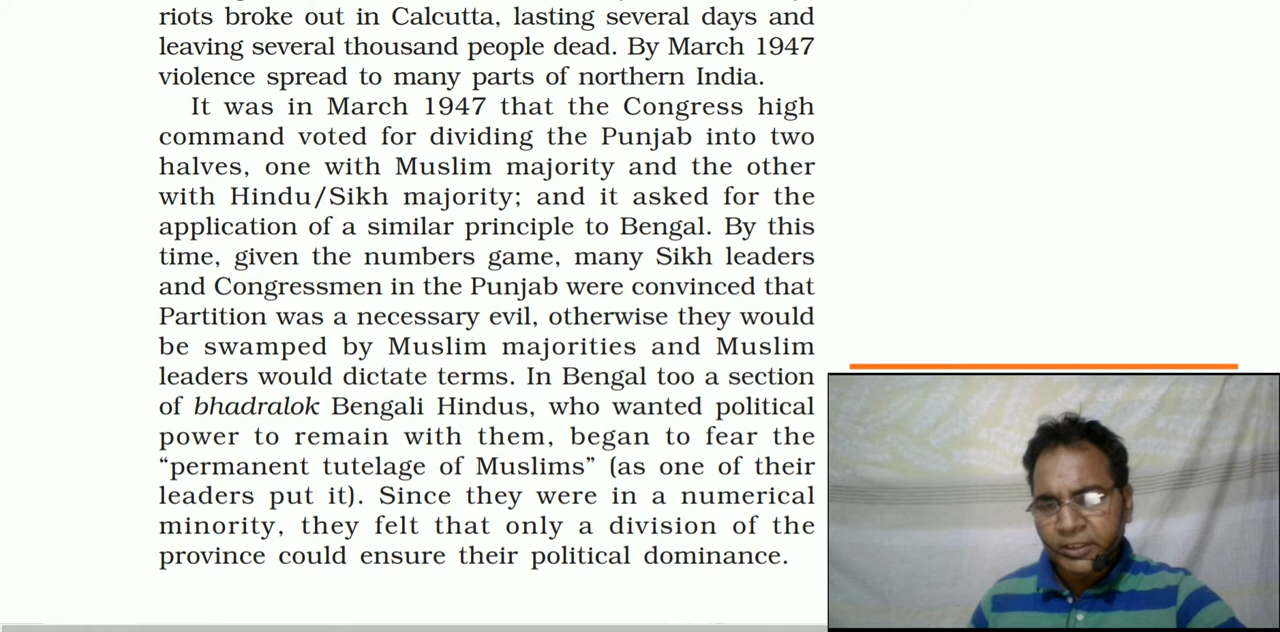 riots broke out in Calcutta, lasting several days and
leaving several thousand people dead. By March 1947
violence spread to many parts of northern India.
It was in March 1947 that the Congress high
command voted for dividing the Punjab into two
halves, one with Muslim majority and the other
with Hindu/Sikh majority; and it asked for the
application of a similar principle to Bengal. By this
time, given the numbers game, many Sikh leaders
and Congressmen in the Punjab were convinced that
Partition was a necessary evil, otherwise they would
be swamped by Muslim majorities and Muslim
leaders would dictate terms. In Bengal too a section
of bhadralok Bengali Hindus, who wanted political
power to remain with them, began to fear the
“permanent tutelage of Muslims” (as one of their
leaders put it). Since they were in a numerical
minority, they felt that only a division of the
province could ensure their political dominance.